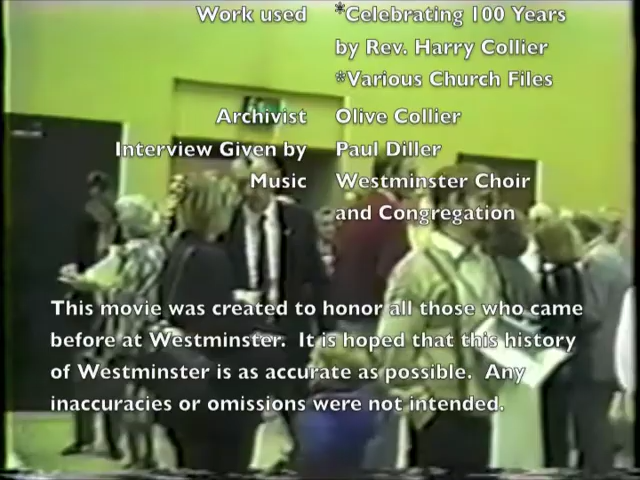 Work used *Celebrating 100 Years
by Rev. Harry Collier
*Various Church Files
Archivist Olive Collier
Interview Given by Paul Diller
Music Westminster Choir
and Congregation
This movie was created to honor all those who came
before at Westminster. It is hoped that this history
of Westminster is as accurate as possible. Any
inaccuracies or omissions were not intended.